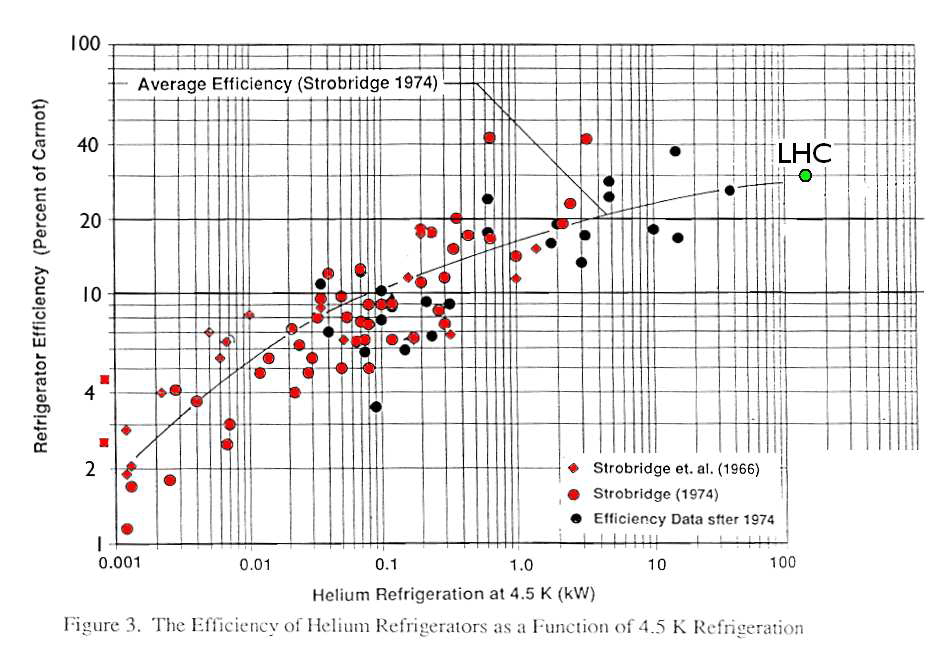 100
Average Efficiency (Strobridge 1974)
LHC
40
20
10
4
2
1
Refrigerator Efficiency (Percent of Carnot)
Strobridge et. al. (1966)
Strobridge (1974)
Efficiency Data sfter 1974
0.001 0.01 0.1 1.0 10 100
Helium Refrigeration at 4.5 K (kW)
Figure 3. The Efficiency of Helium Refrigerators as a Function of 4.5 K Refrigeration